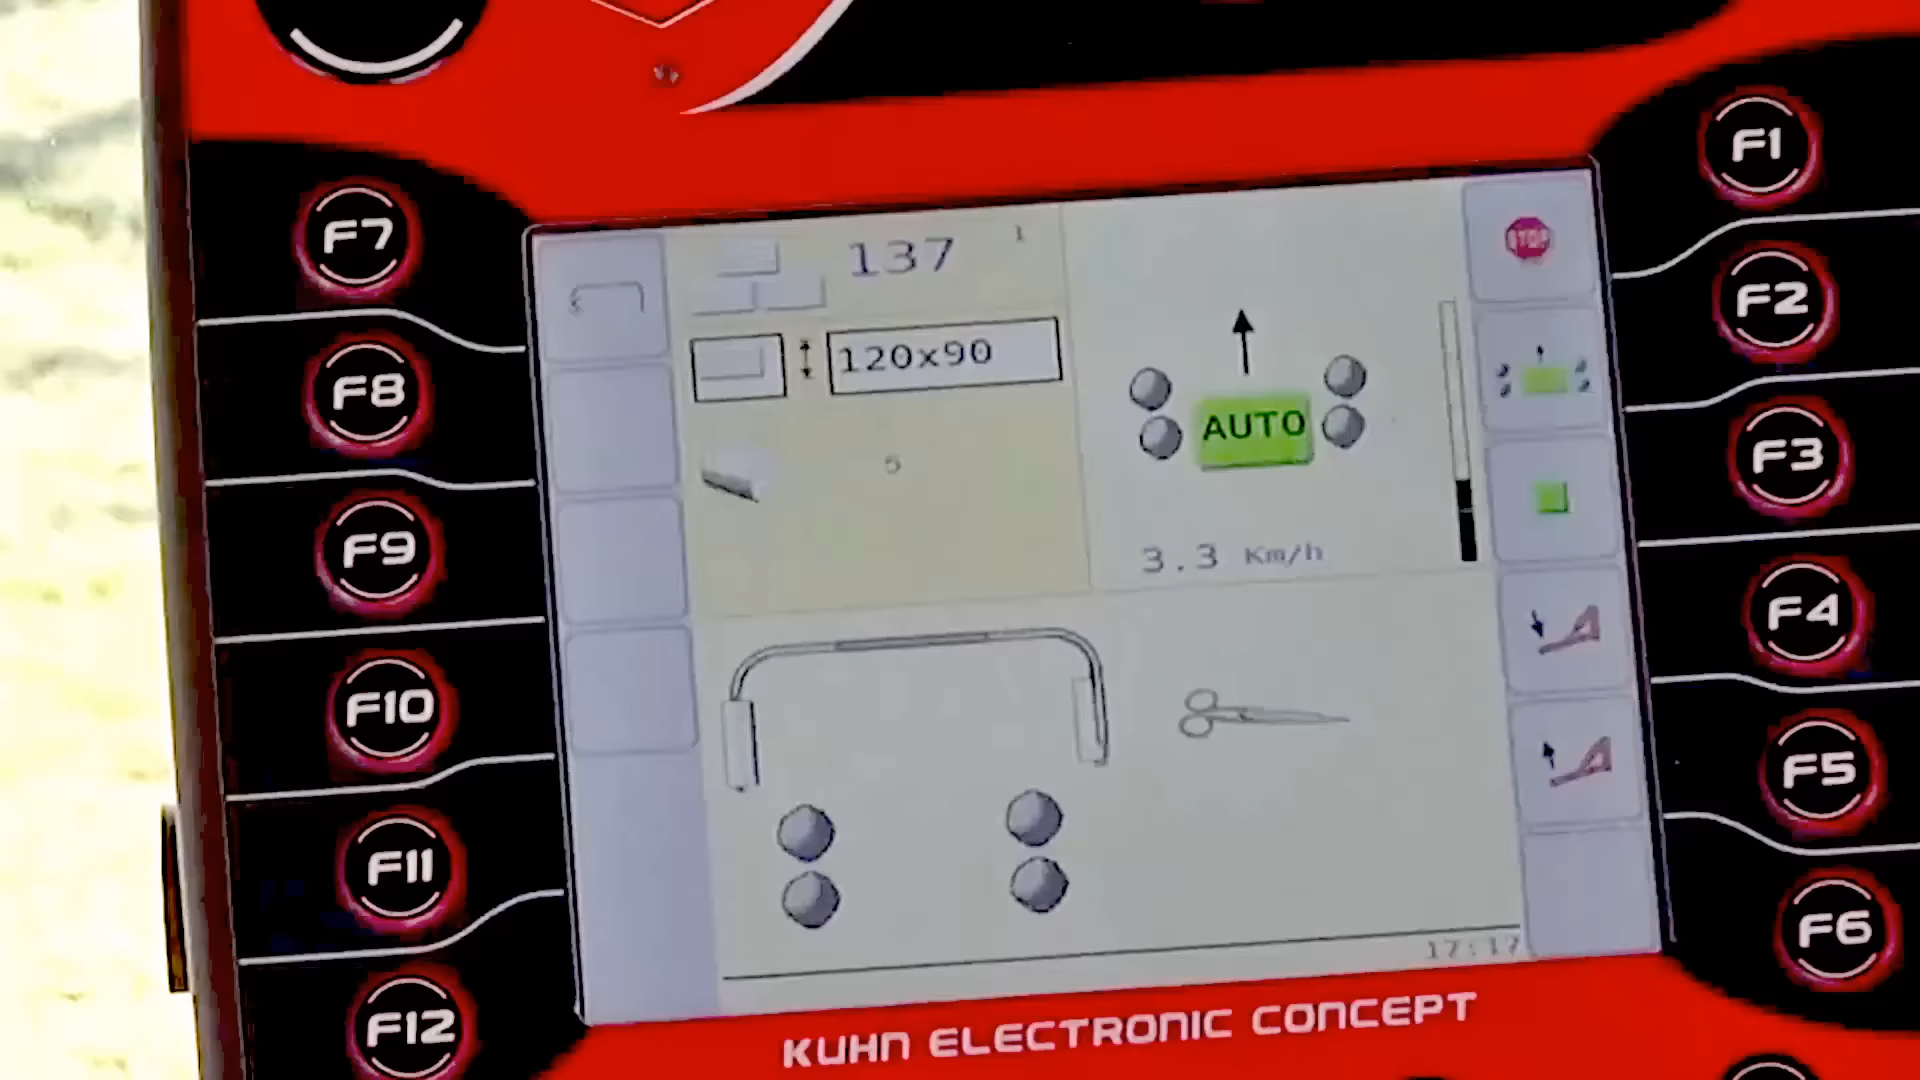 137
1
120x90
5
AUTO
3.3 Km/h
STOP
17:17
F7
F8
F9
F10
F11
F12
F1
F2
F3
F4
F5
F6
KUHN ELECTRONIC CONCEPT